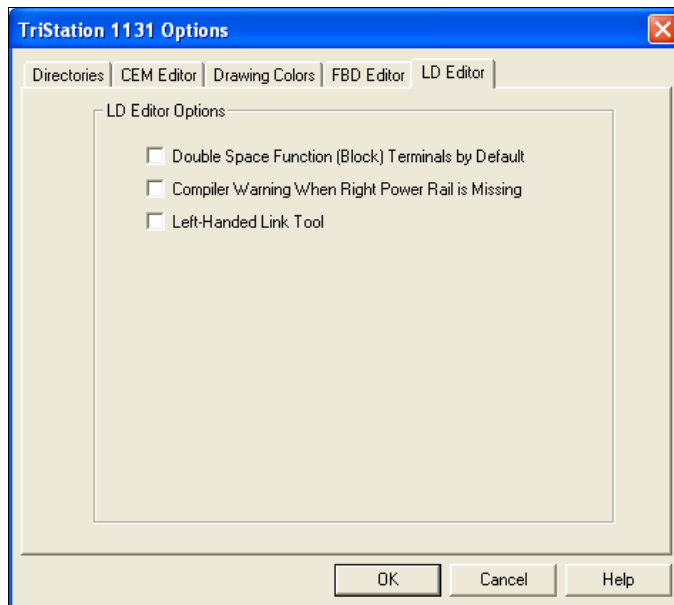 TriStation 1131 Options
Directories CEM Editor Drawing Colors FBD Editor LD Editor
LD Editor Options
Double Space Function (Block) Terminals by Default
Compiler Warning When Right Power Rail is Missing
Left-Handed Link Tool
OK Cancel Help